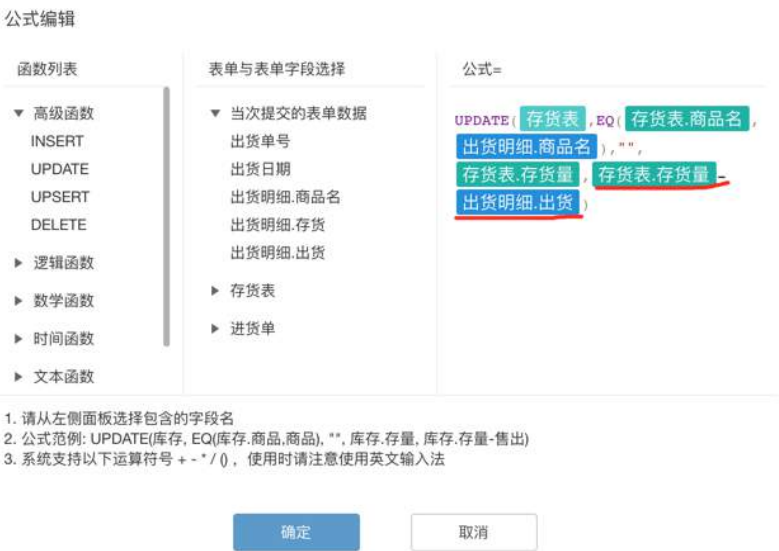 公式编辑
函数列表
▼ 高级函数
INSERT
UPDATE
UPSERT
DELETE
▶ 逻辑函数
▶ 数学函数
▶ 时间函数
▶ 文本函数
表单与表单字段选择
▼ 当次提交的表单数据
出货单号
出货日期
出货明细.商品名
出货明细.存货
出货明细.出货
▶ 存货表
▶ 进货单
公式=
UPDATE( 存货表 ,EQ( 存货表.商品名 ,
出货明细.商品名 ),"",
存货表.存货量 , 存货表.存货量 -
出货明细.出货 )
1. 请从左侧面板选择包含的字段名
2. 公式范例: UPDATE(库存, EQ(库存.商品,商品), "", 库存.存量, 库存.存量-售出)
3. 系统支持以下运算符号 + - * / () ，使用时请注意使用英文输入法
确定
取消